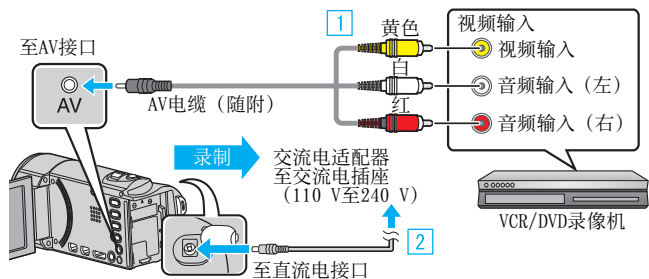 至AV接口
AV
AV电缆（随附）
1
黄色
白
红
视频输入
视频输入
音频输入（左）
音频输入（右）
VCR/DVD录像机
录制
交流电适配器
至交流电插座
(110 V至240 V)
2
至直流电接口